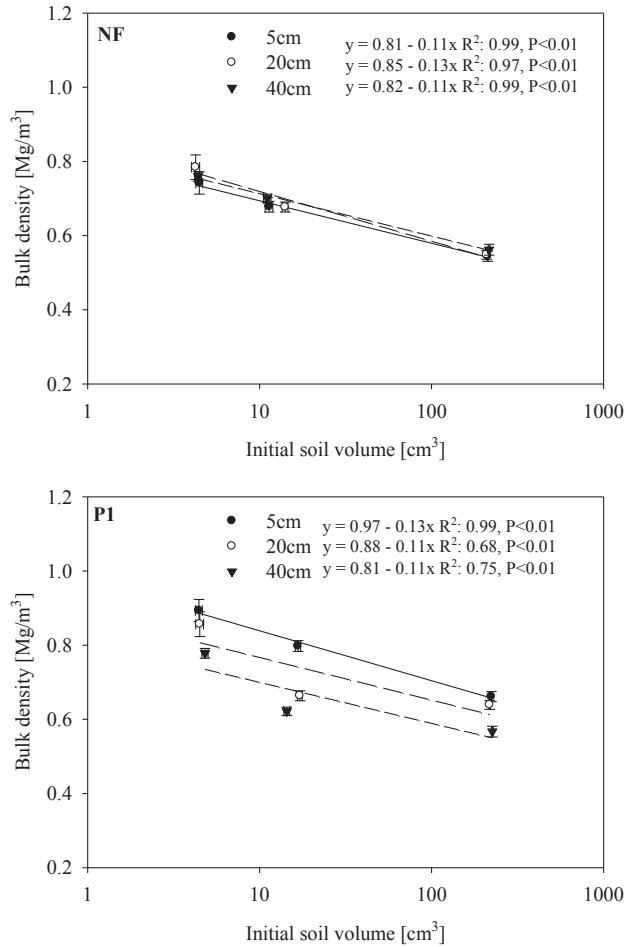 NF
5cm y = 0.81 - 0.11x R²: 0.99, P<0.01
20cm y = 0.85 - 0.13x R²: 0.97, P<0.01
40cm y = 0.82 - 0.11x R²: 0.99, P<0.01
Bulk density [Mg/m³]
1.2
1.0
0.8
0.6
0.4
0.2
1 10 100 1000
Initial soil volume [cm³]
P1
5cm y = 0.97 - 0.13x R²: 0.99, P<0.01
20cm y = 0.88 - 0.11x R²: 0.68, P<0.01
40cm y = 0.81 - 0.11x R²: 0.75, P<0.01
Bulk density [Mg/m³]
1.2
1.0
0.8
0.6
0.4
0.2
1 10 100 1000
Initial soil volume [cm³]